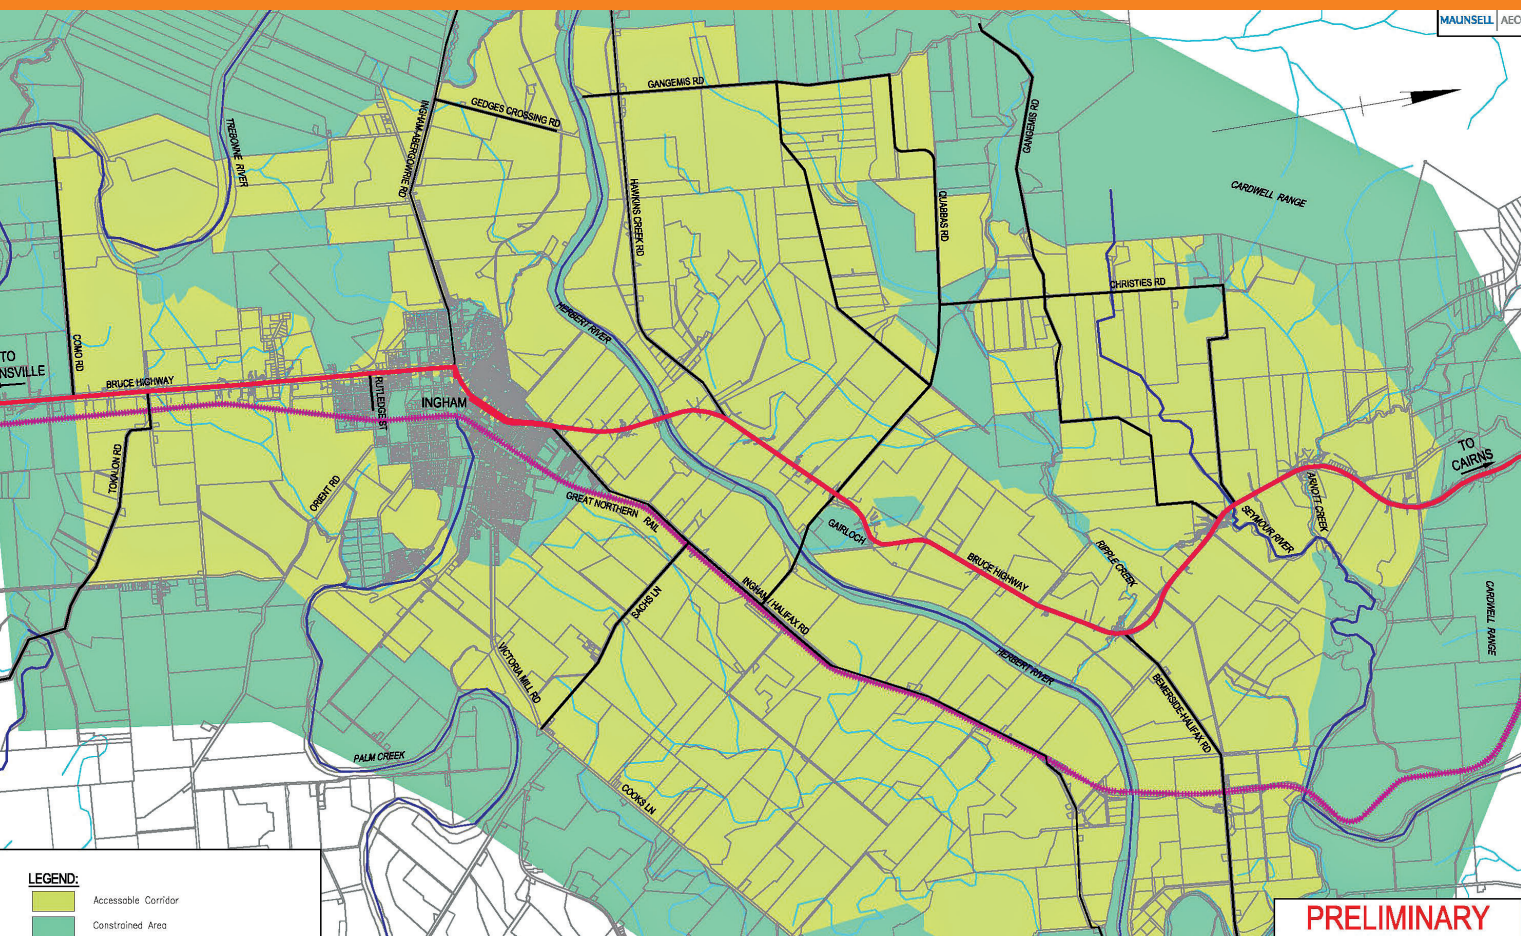 MAUNSELL AECO
GANGEMIS RD
GEDGES CROSSING RD
INGHAM-ABERGOWRIE RD
TREBONNE RIVER
GANGEMIS RD
HAWKINS CREEK RD
QUABBAS RD
CARDWELL RANGE
CHRISTIES RD
HERBERT RIVER
COMO RD
TO
NSVILLE
BRUCE HIGHWAY
RUTLEDGE ST
INGHAM
TOKALON RD
ORIENT RD
GREAT NORTHERN RAIL
GAIRLOCH
BRUCE HIGHWAY
RIPPLE CREEK
SEYMOUR RIVER
ARNOTT CREEK
TO
CAIRNS
CARDWELL RANGE
SACHS LN
INGHAM / HALIFAX RD
VICTORIA MILL RD
HERBERT RIVER
BEMERSIDE-HALIFAX RD
PALM CREEK
COOKS LN
LEGEND:
Accessable Corridor
Constrained Area
PRELIMINARY